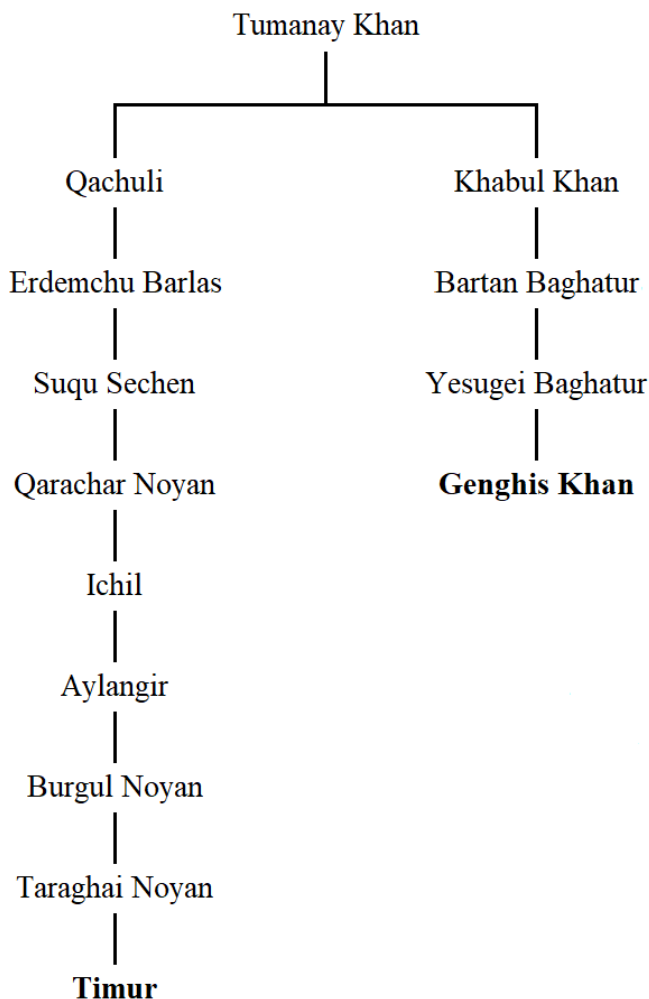 Tumanay Khan
Qachuli
Khabul Khan
Erdemchu Barlas
Bartan Baghatur
Suqu Sechen
Yesugei Baghatur
Qarachar Noyan
Genghis Khan
Ichil
Aylangir
Burgul Noyan
Taraghai Noyan
Timur